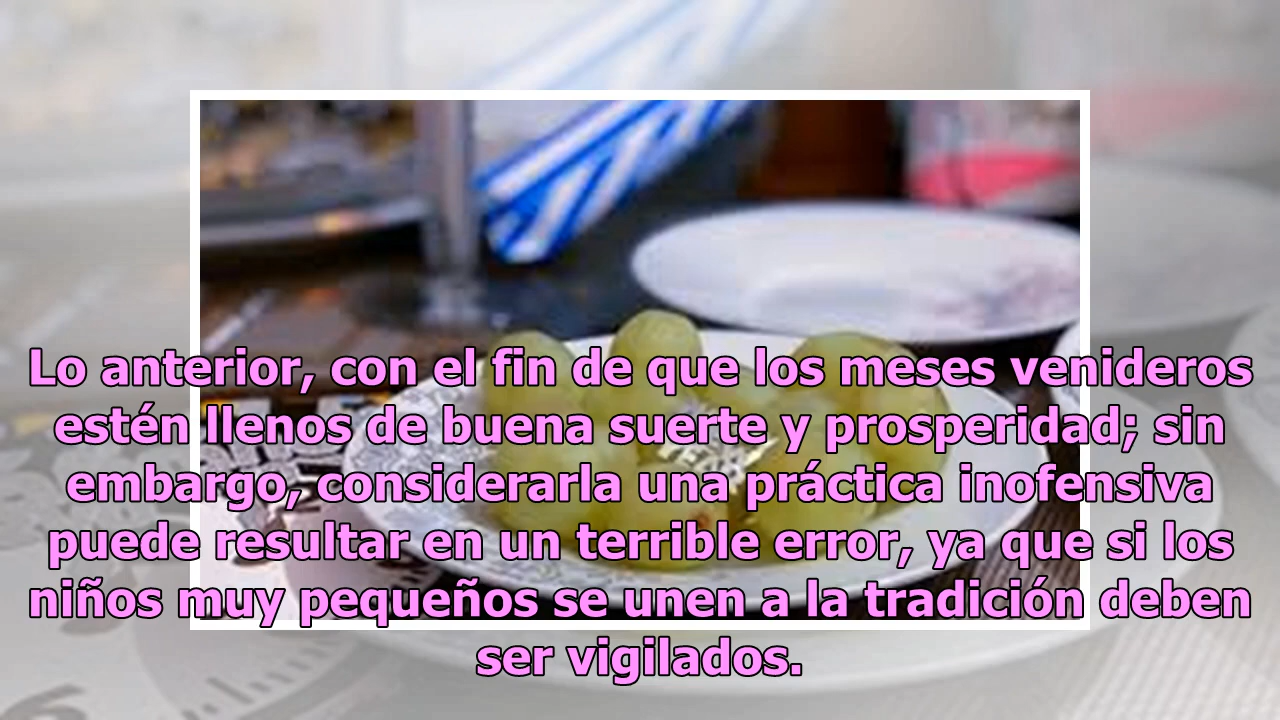 Lo anterior, con el fin de que los meses venideros
estén llenos de buena suerte y prosperidad; sin
embargo, considerarla una práctica inofensiva
puede resultar en un terrible error, ya que si los
niños muy pequeños se unen a la tradición deben
ser vigilados.